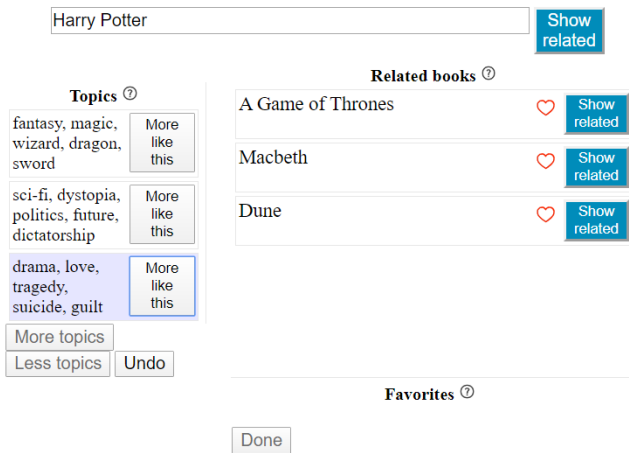 Harry Potter
Show
related
Topics ?
fantasy, magic,
wizard, dragon,
sword
More
like
this
sci-fi, dystopia,
politics, future,
dictatorship
More
like
this
drama, love,
tragedy,
suicide, guilt
More
like
this
More topics
Less topics
Undo
Related books ?
A Game of Thrones
Show
related
Macbeth
Show
related
Dune
Show
related
Favorites ?
Done